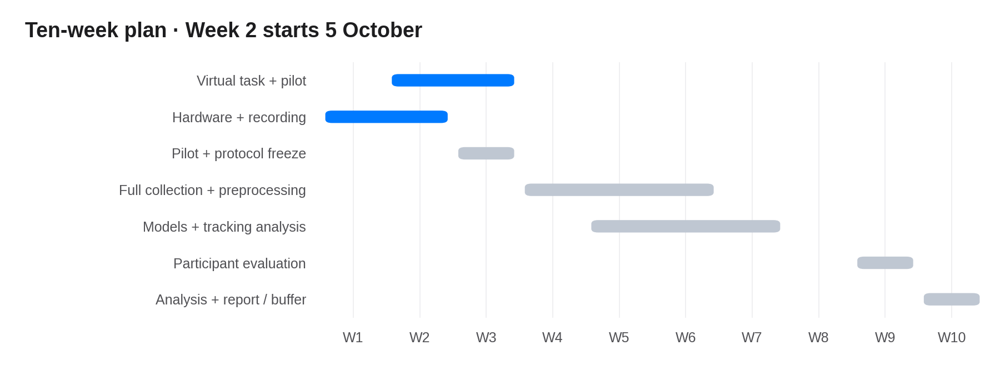 Ten-week plan · Week 2 starts 5 October
Virtual task + pilot
Hardware + recording
Pilot + protocol freeze
Full collection + preprocessing
Models + tracking analysis
Participant evaluation
Analysis + report / buffer
W1 W2 W3 W4 W5 W6 W7 W8 W9 W10